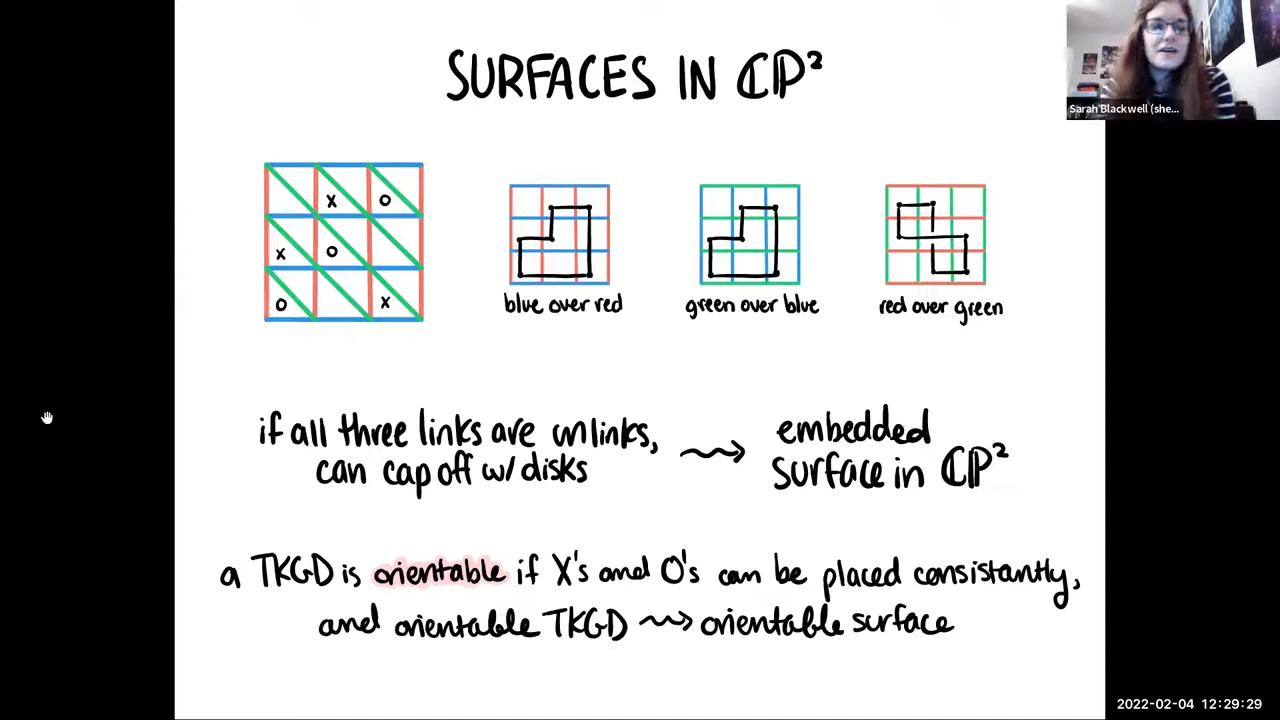 SURFACES IN ℂP²
Sarah Blackwell (she...
X O
X O
O X
blue over red
green over blue
red over green
if all three links are unlinks,
can cap off w/ disks
embedded
surface in ℂP²
a TKGD is orientable if X's and O's can be placed consistantly,
and orientable TKGD ⇝ orientable surface
2022-02-04 12:29:29